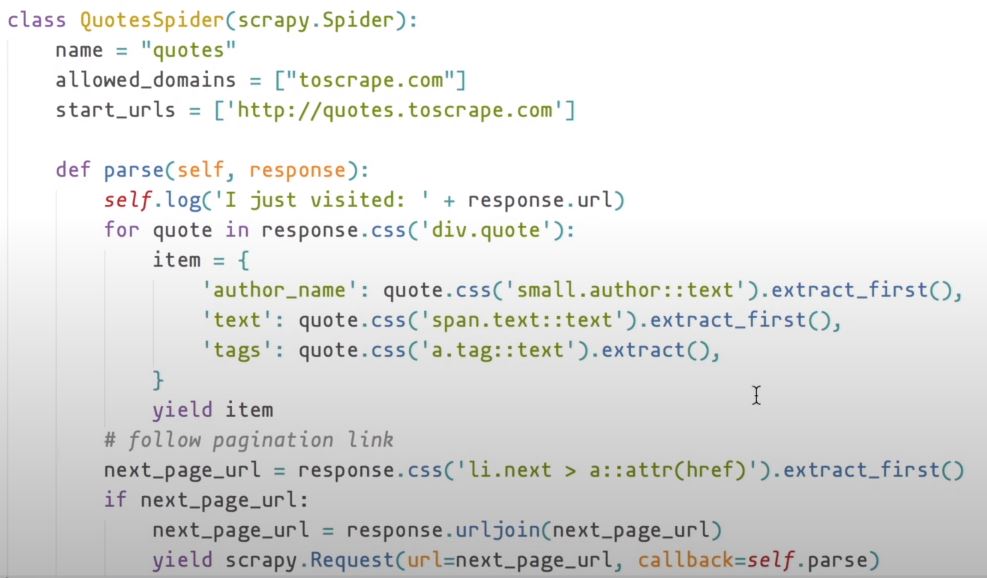 class QuotesSpider(scrapy.Spider):
    name = "quotes"
    allowed_domains = ["toscrape.com"]
    start_urls = ['http://quotes.toscrape.com']

    def parse(self, response):
        self.log('I just visited: ' + response.url)
        for quote in response.css('div.quote'):
            item = {
                'author_name': quote.css('small.author::text').extract_first(),
                'text': quote.css('span.text::text').extract_first(),
                'tags': quote.css('a.tag::text').extract(),
            }
            yield item
        # follow pagination link
        next_page_url = response.css('li.next > a::attr(href)').extract_first()
        if next_page_url:
            next_page_url = response.urljoin(next_page_url)
            yield scrapy.Request(url=next_page_url, callback=self.parse)